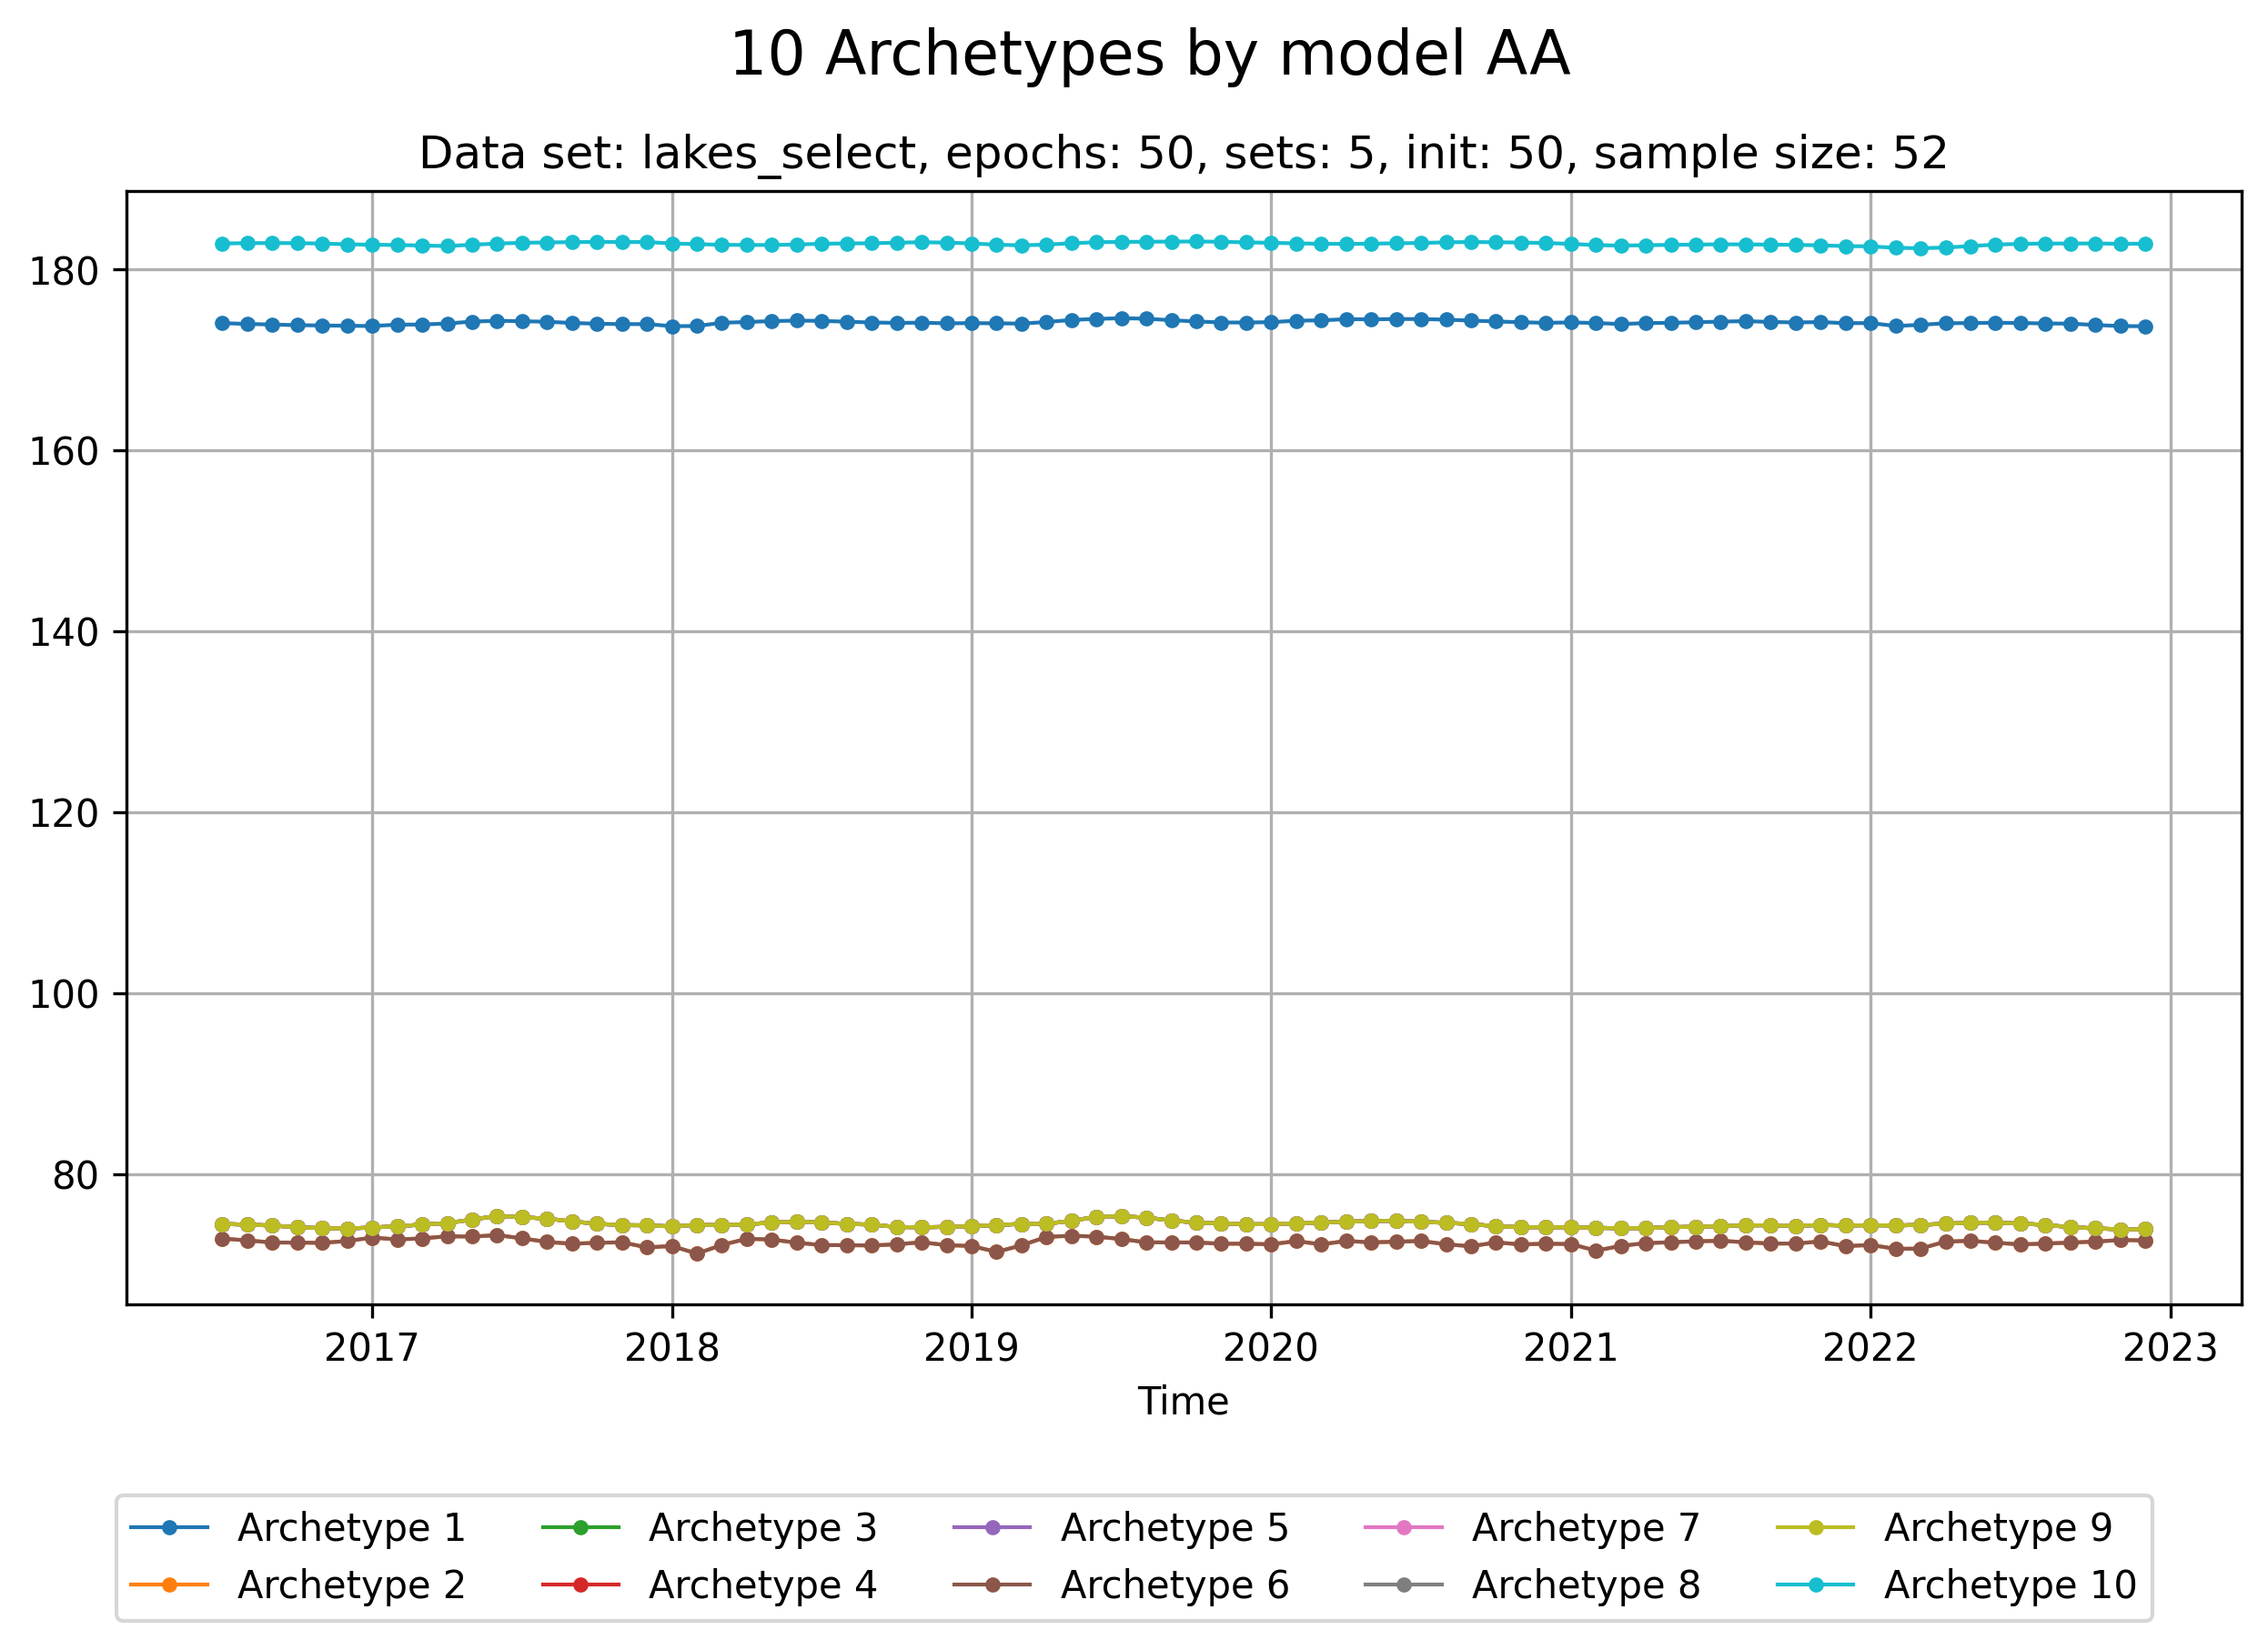 10 Archetypes by model AA
Data set: lakes_select, epochs: 50, sets: 5, init: 50, sample size: 52
180
160
140
120
100
80
2017 2018 2019 2020 2021 2022 2023
Time
Archetype 1 Archetype 3 Archetype 5 Archetype 7 Archetype 9
Archetype 2 Archetype 4 Archetype 6 Archetype 8 Archetype 10